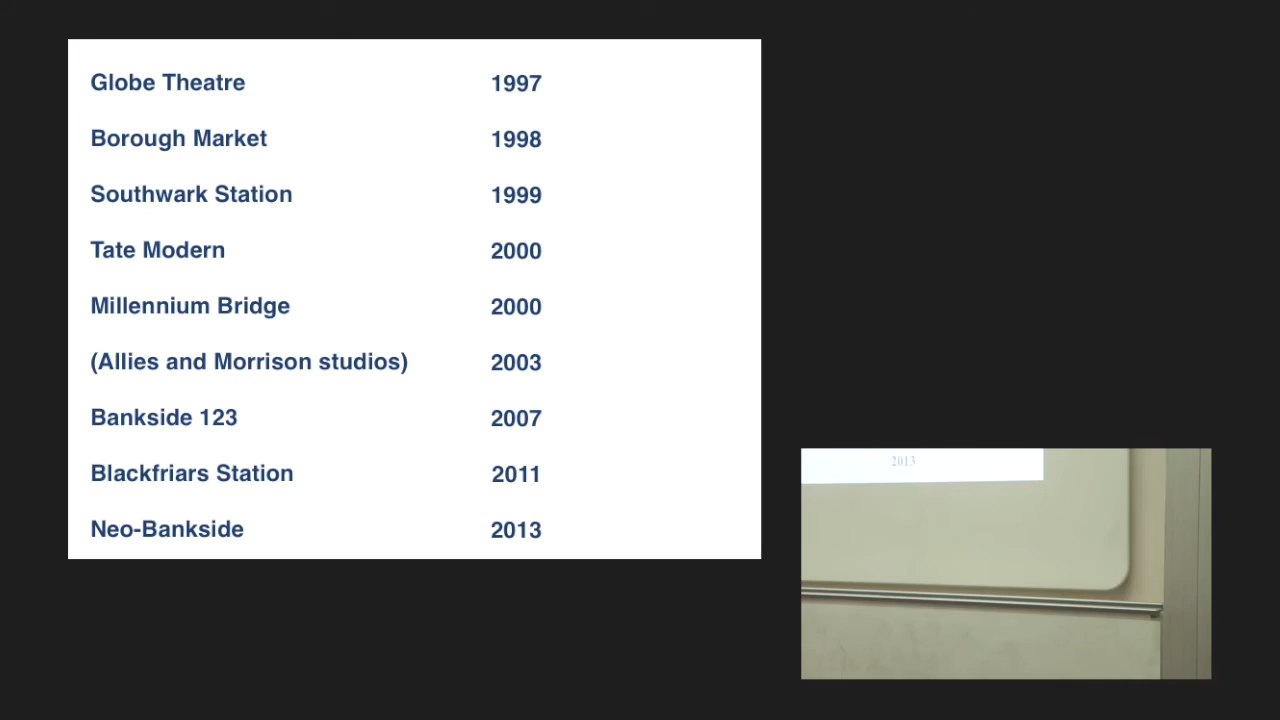 Globe Theatre 1997
Borough Market 1998
Southwark Station 1999
Tate Modern 2000
Millennium Bridge 2000
(Allies and Morrison studios) 2003
Bankside 123 2007
Blackfriars Station 2011
Neo-Bankside 2013
2013